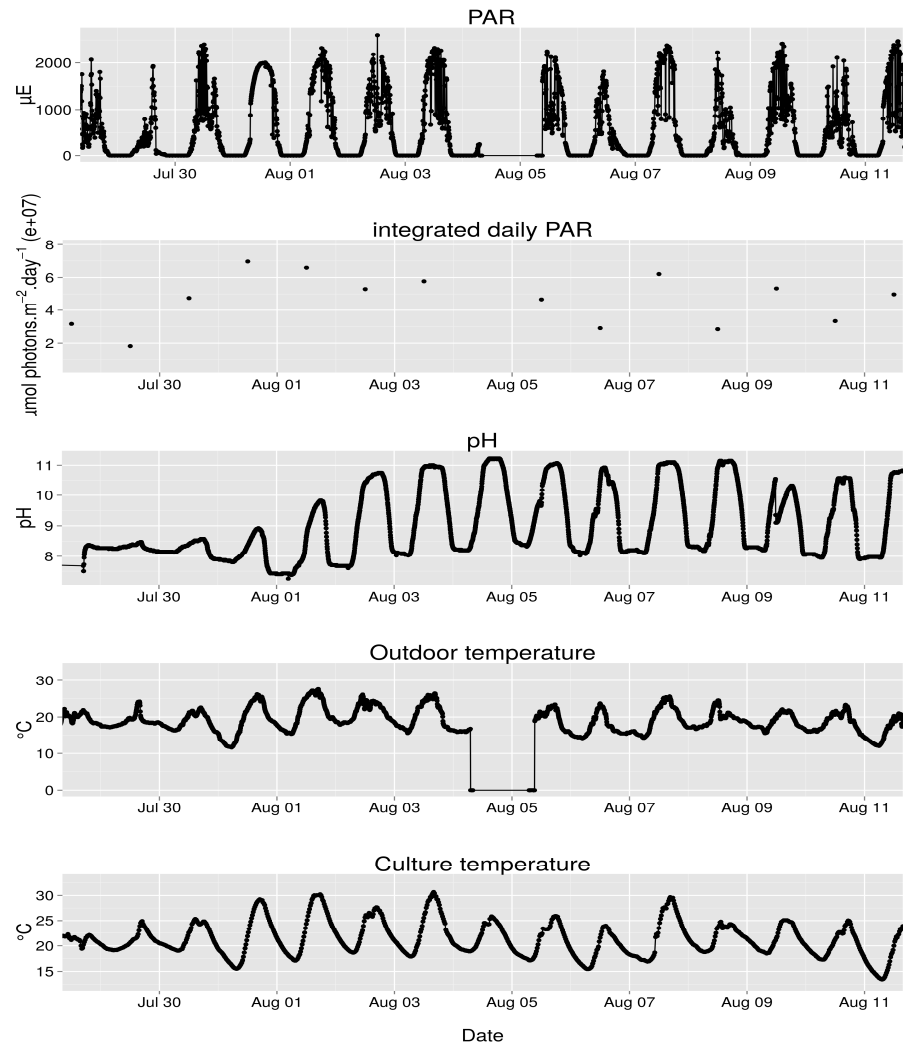 PAR
µE
2000
1000
0
Jul 30 Aug 01 Aug 03 Aug 05 Aug 07 Aug 09 Aug 11
integrated daily PAR
µmol photons.m⁻².day⁻¹ (e+07)
8
6
4
2
Jul 30 Aug 01 Aug 03 Aug 05 Aug 07 Aug 09 Aug 11
pH
pH
11
10
9
8
Jul 30 Aug 01 Aug 03 Aug 05 Aug 07 Aug 09 Aug 11
Outdoor temperature
°C
30
20
10
0
Jul 30 Aug 01 Aug 03 Aug 05 Aug 07 Aug 09 Aug 11
Culture temperature
°C
30
25
20
15
Jul 30 Aug 01 Aug 03 Aug 05 Aug 07 Aug 09 Aug 11
Date